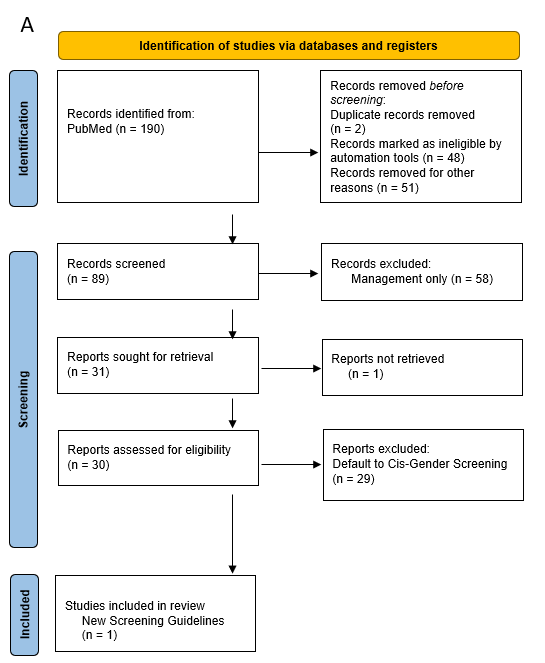 A
Identification of studies via databases and registers
Identification
Records identified from:
PubMed (n = 190)
Records removed before
screening:
Duplicate records removed
(n = 2)
Records marked as ineligible by
automation tools (n = 48)
Records removed for other
reasons (n = 51)
Screening
Records screened
(n = 89)
Records excluded:
Management only (n = 58)
Reports sought for retrieval
(n = 31)
Reports not retrieved
(n = 1)
Reports assessed for eligibility
(n = 30)
Reports excluded:
Default to Cis-Gender Screening
(n = 29)
Included
Studies included in review
New Screening Guidelines
(n = 1)